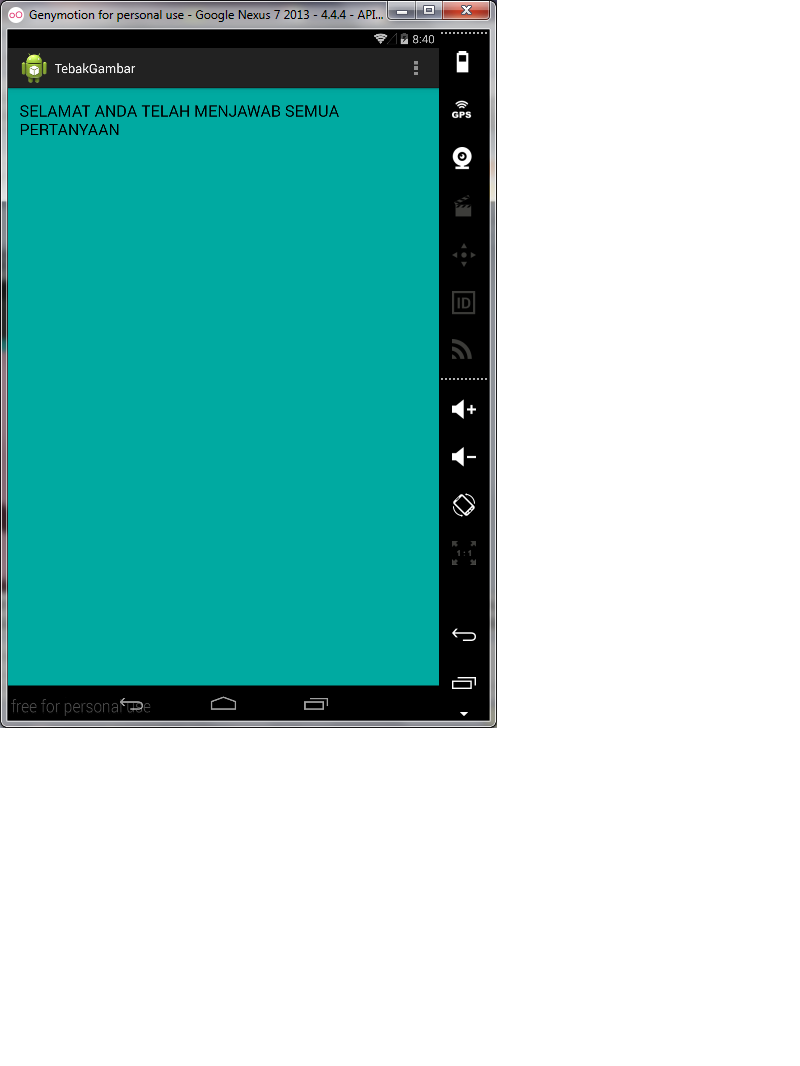 Genymotion for personal use - Google Nexus 7 2013 - 4.4.4 - API...
8:40
TebakGambar
GPS
SELAMAT ANDA TELAH MENJAWAB SEMUA
PERTANYAAN
ID
1:1
free for personal use